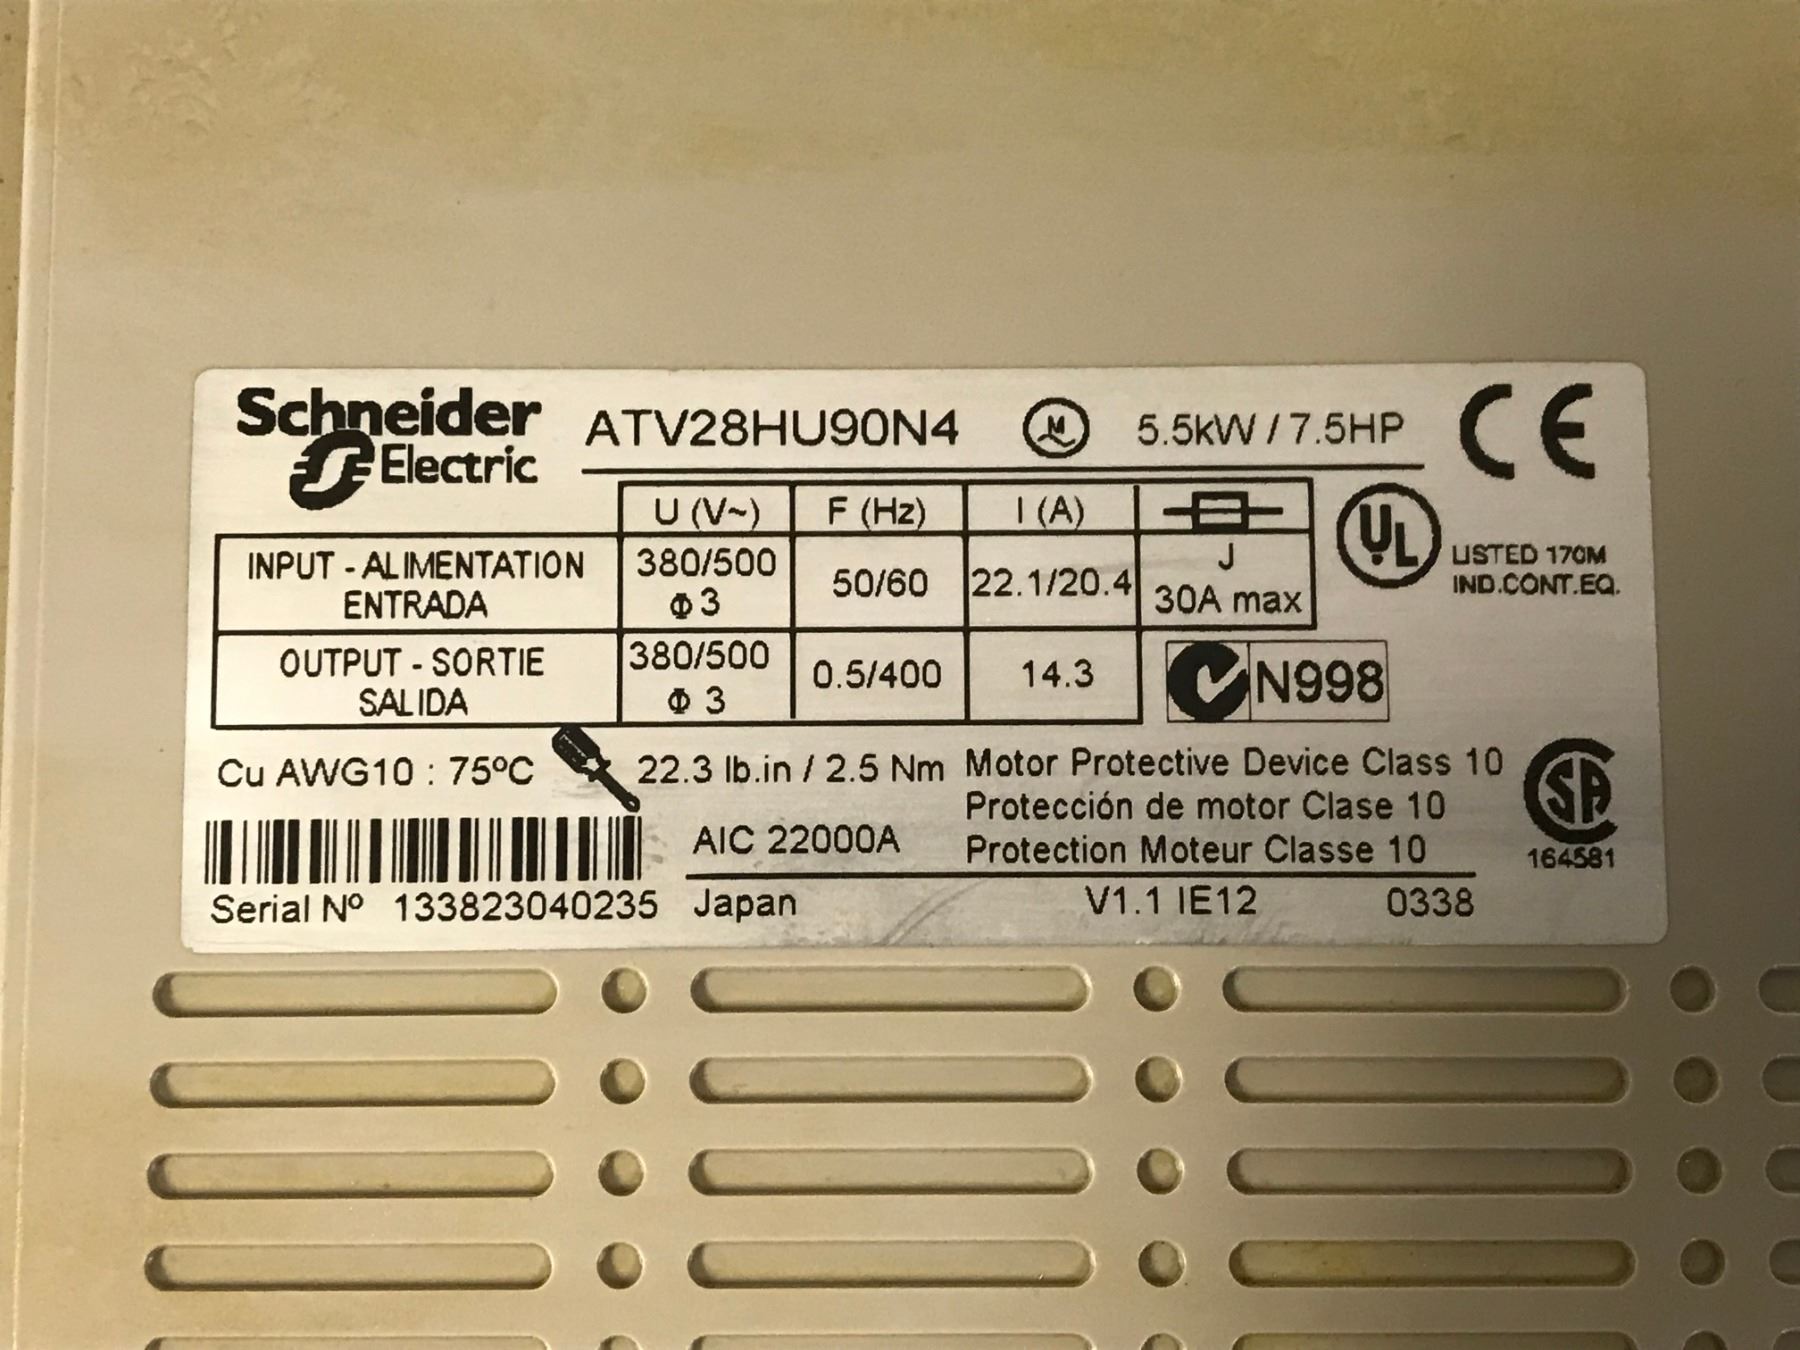 Schneider Electric
ATV28HU90N4 M 5.5kW / 7.5HP CE
U (V~) F (Hz) I (A)
INPUT - ALIMENTATION ENTRADA 380/500 Φ 3 50/60 22.1/20.4 J 30A max
UL LISTED 170M
IND.CONT.EQ.
OUTPUT - SORTIE SALIDA 380/500 Φ 3 0.5/400 14.3
N998
Cu AWG10 : 75ºC 22.3 lb.in / 2.5 Nm Motor Protective Device Class 10
Protección de motor Clase 10
AIC 22000A Protection Moteur Classe 10
SA 164581
Serial Nº 133823040235 Japan V1.1 IE12 0338